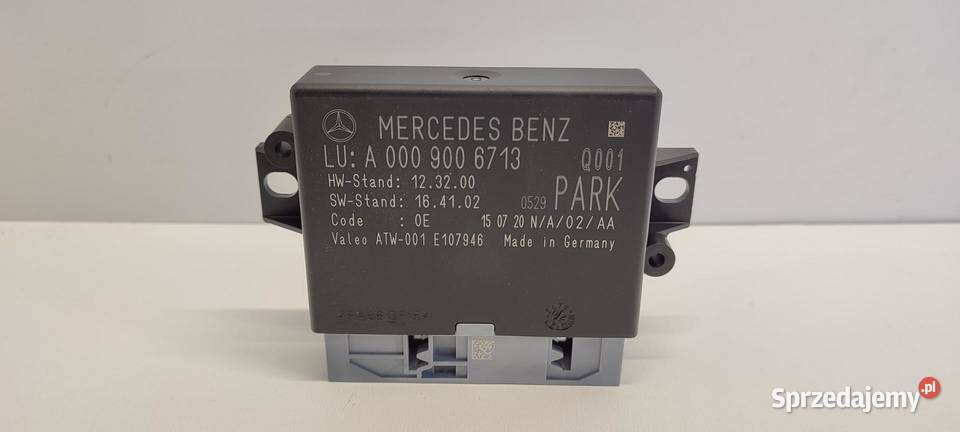 MERCEDES BENZ
LU: A 000 900 6713 Q001
HW-Stand: 12.32.00
SW-Stand: 16.41.02 0529 PARK
Code : 0E 15 07 20 N/A/02/AA
Valeo ATW-001 E107946 Made in Germany
Sprzedajemy.pl